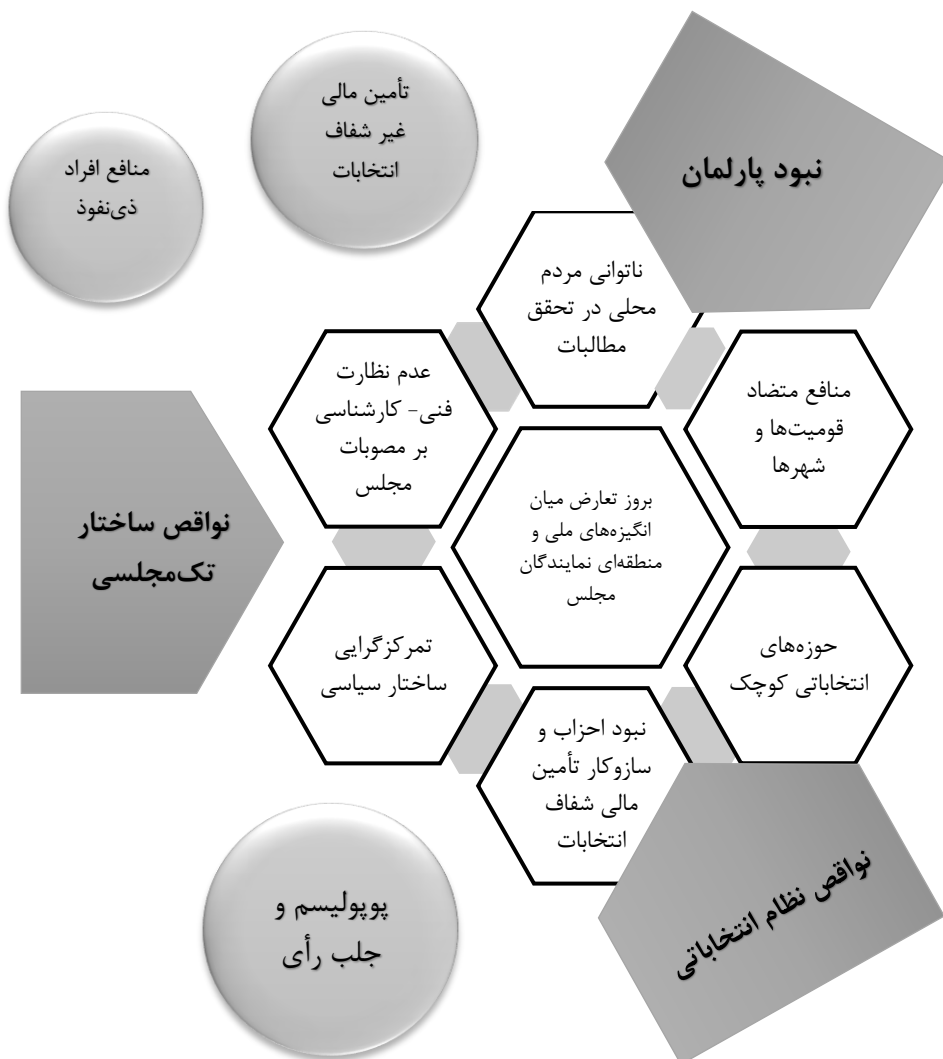 تأمین مالی
غیر شفاف
انتخابات
منافع افراد
ذی‌نفوذ
نبود پارلمان
ناتوانی مردم
محلی در تحقق
مطالبات
منافع متضاد
قومیت‌ها و
شهرها
عدم نظارت
فنی- کارشناسی
بر مصوبات
مجلس
بروز تعارض میان
انگیزه‌های ملی و
منطقه‌ای نمایندگان
مجلس
نواقص ساختار
تک‌مجلسی
حوزه‌های
انتخاباتی کوچک
تمرکزگرایی
ساختار سیاسی
نبود احزاب و
سازوکار تأمین
مالی شفاف
انتخابات
نواقص نظام انتخاباتی
پوپولیسم و
جلب رأی